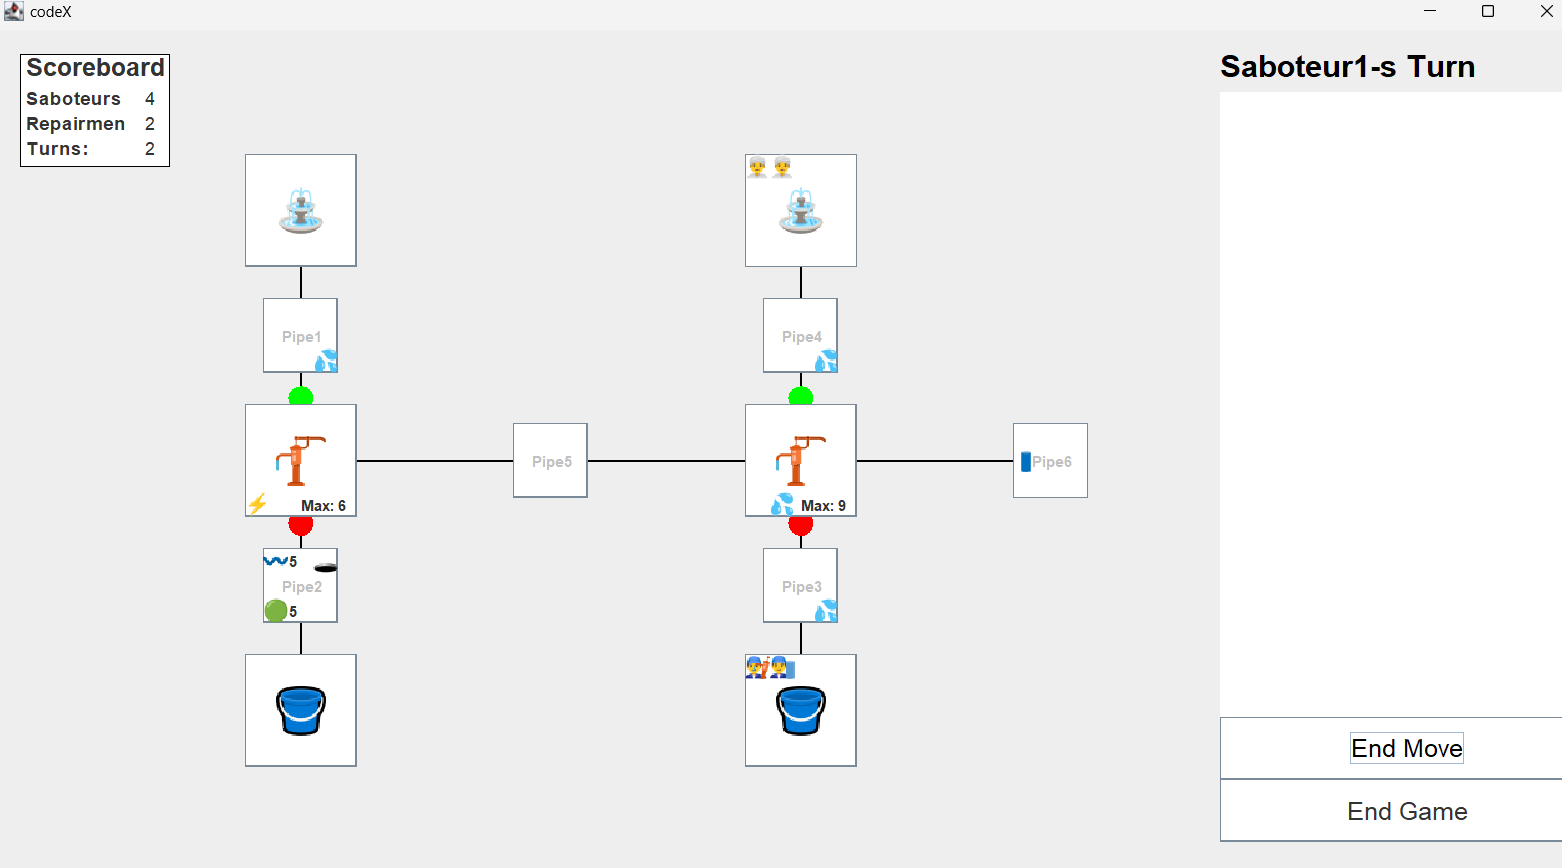 codeX
Scoreboard
Saboteurs 4
Repairmen 2
Turns: 2
Saboteur1-s Turn
Pipe1
Pipe4
Pipe5
Pipe6
Max: 6
Max: 9
5
Pipe2
5
Pipe3
End Move
End Game